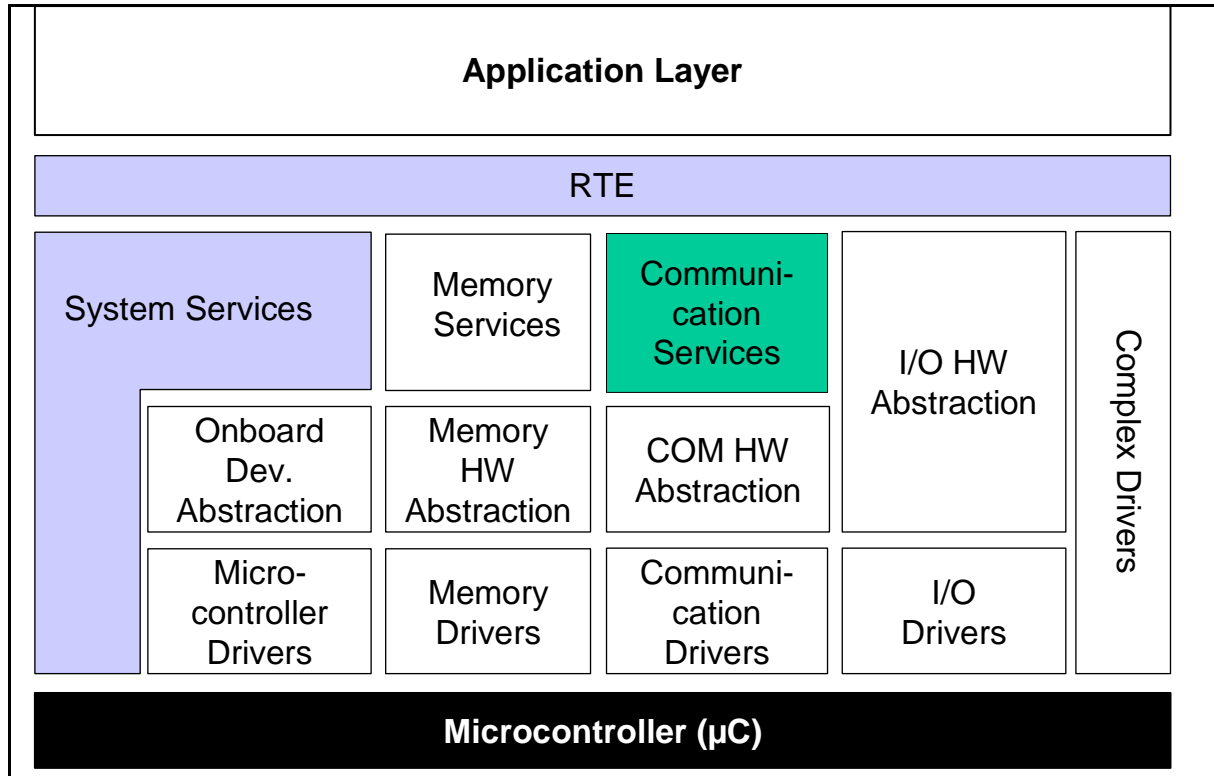 Application Layer
RTE
System Services
Memory
Services
Communi-
cation
Services
I/O HW
Abstraction
Complex Drivers
Onboard
Dev.
Abstraction
Memory
HW
Abstraction
COM HW
Abstraction
Micro-
controller
Drivers
Memory
Drivers
Communi-
cation
Drivers
I/O
Drivers
Microcontroller (µC)